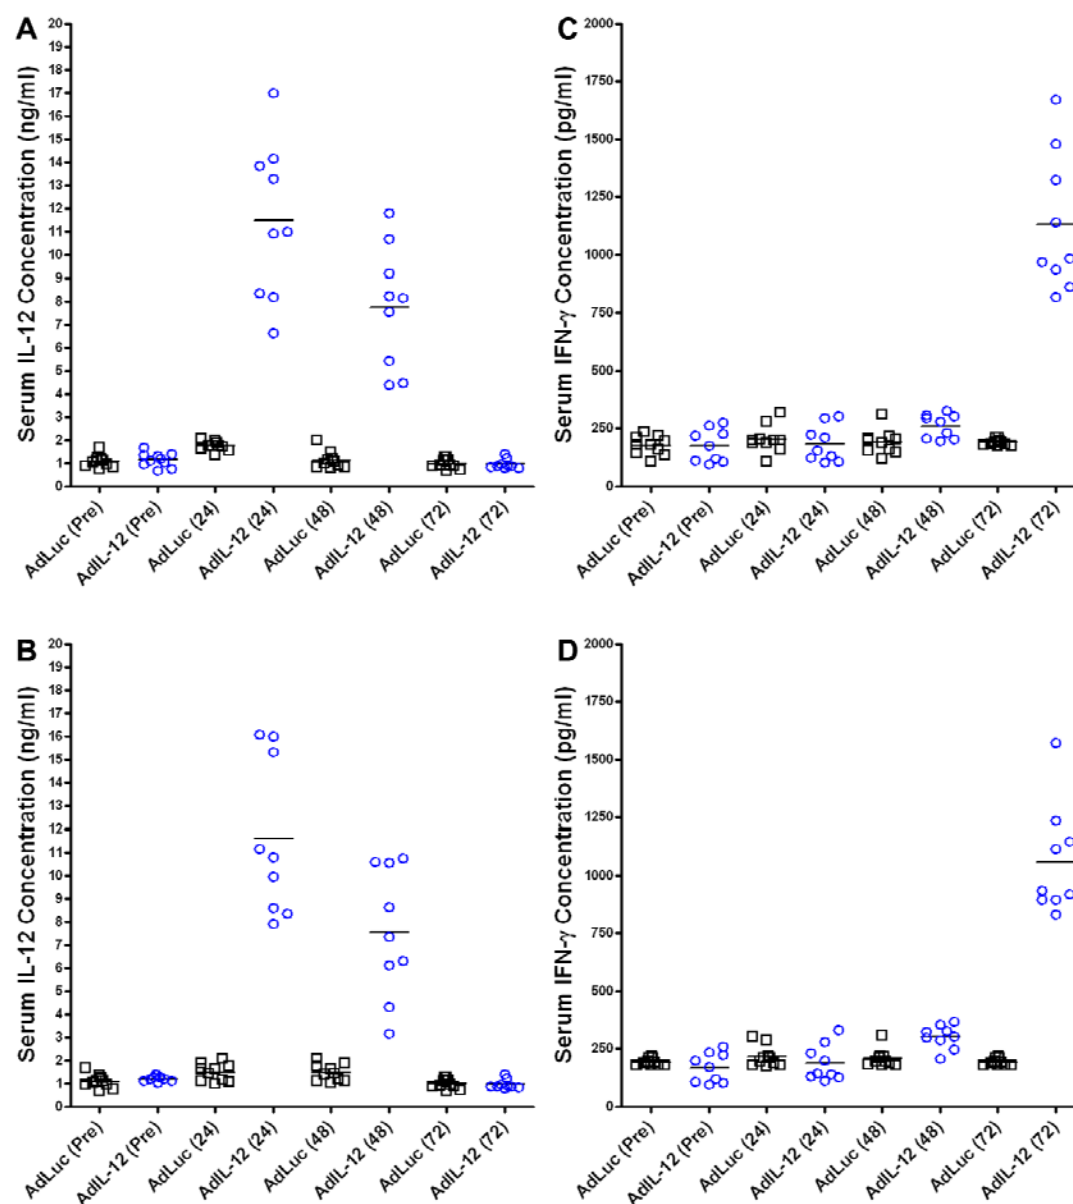 A
Serum IL-12 Concentration (ng/ml)
20
19
18
17
16
15
14
13
12
11
10
9
8
7
6
5
4
3
2
1
0
AdLuc (Pre)
AdIL-12 (Pre)
AdLuc (24)
AdIL-12 (24)
AdLuc (48)
AdIL-12 (48)
AdLuc (72)
AdIL-12 (72)
C
Serum IFN-γ Concentration (pg/ml)
2000
1750
1500
1250
1000
750
500
250
0
AdLuc (Pre)
AdIL-12 (Pre)
AdLuc (24)
AdIL-12 (24)
AdLuc (48)
AdIL-12 (48)
AdLuc (72)
AdIL-12 (72)
B
Serum IL-12 Concentration (ng/ml)
20
19
18
17
16
15
14
13
12
11
10
9
8
7
6
5
4
3
2
1
0
AdLuc (Pre)
AdIL-12 (Pre)
AdLuc (24)
AdIL-12 (24)
AdLuc (48)
AdIL-12 (48)
AdLuc (72)
AdIL-12 (72)
D
Serum IFN-γ Concentration (pg/ml)
2000
1750
1500
1250
1000
750
500
250
0
AdLuc (Pre)
AdIL-12 (Pre)
AdLuc (24)
AdIL-12 (24)
AdLuc (48)
AdIL-12 (48)
AdLuc (72)
AdIL-12 (72)